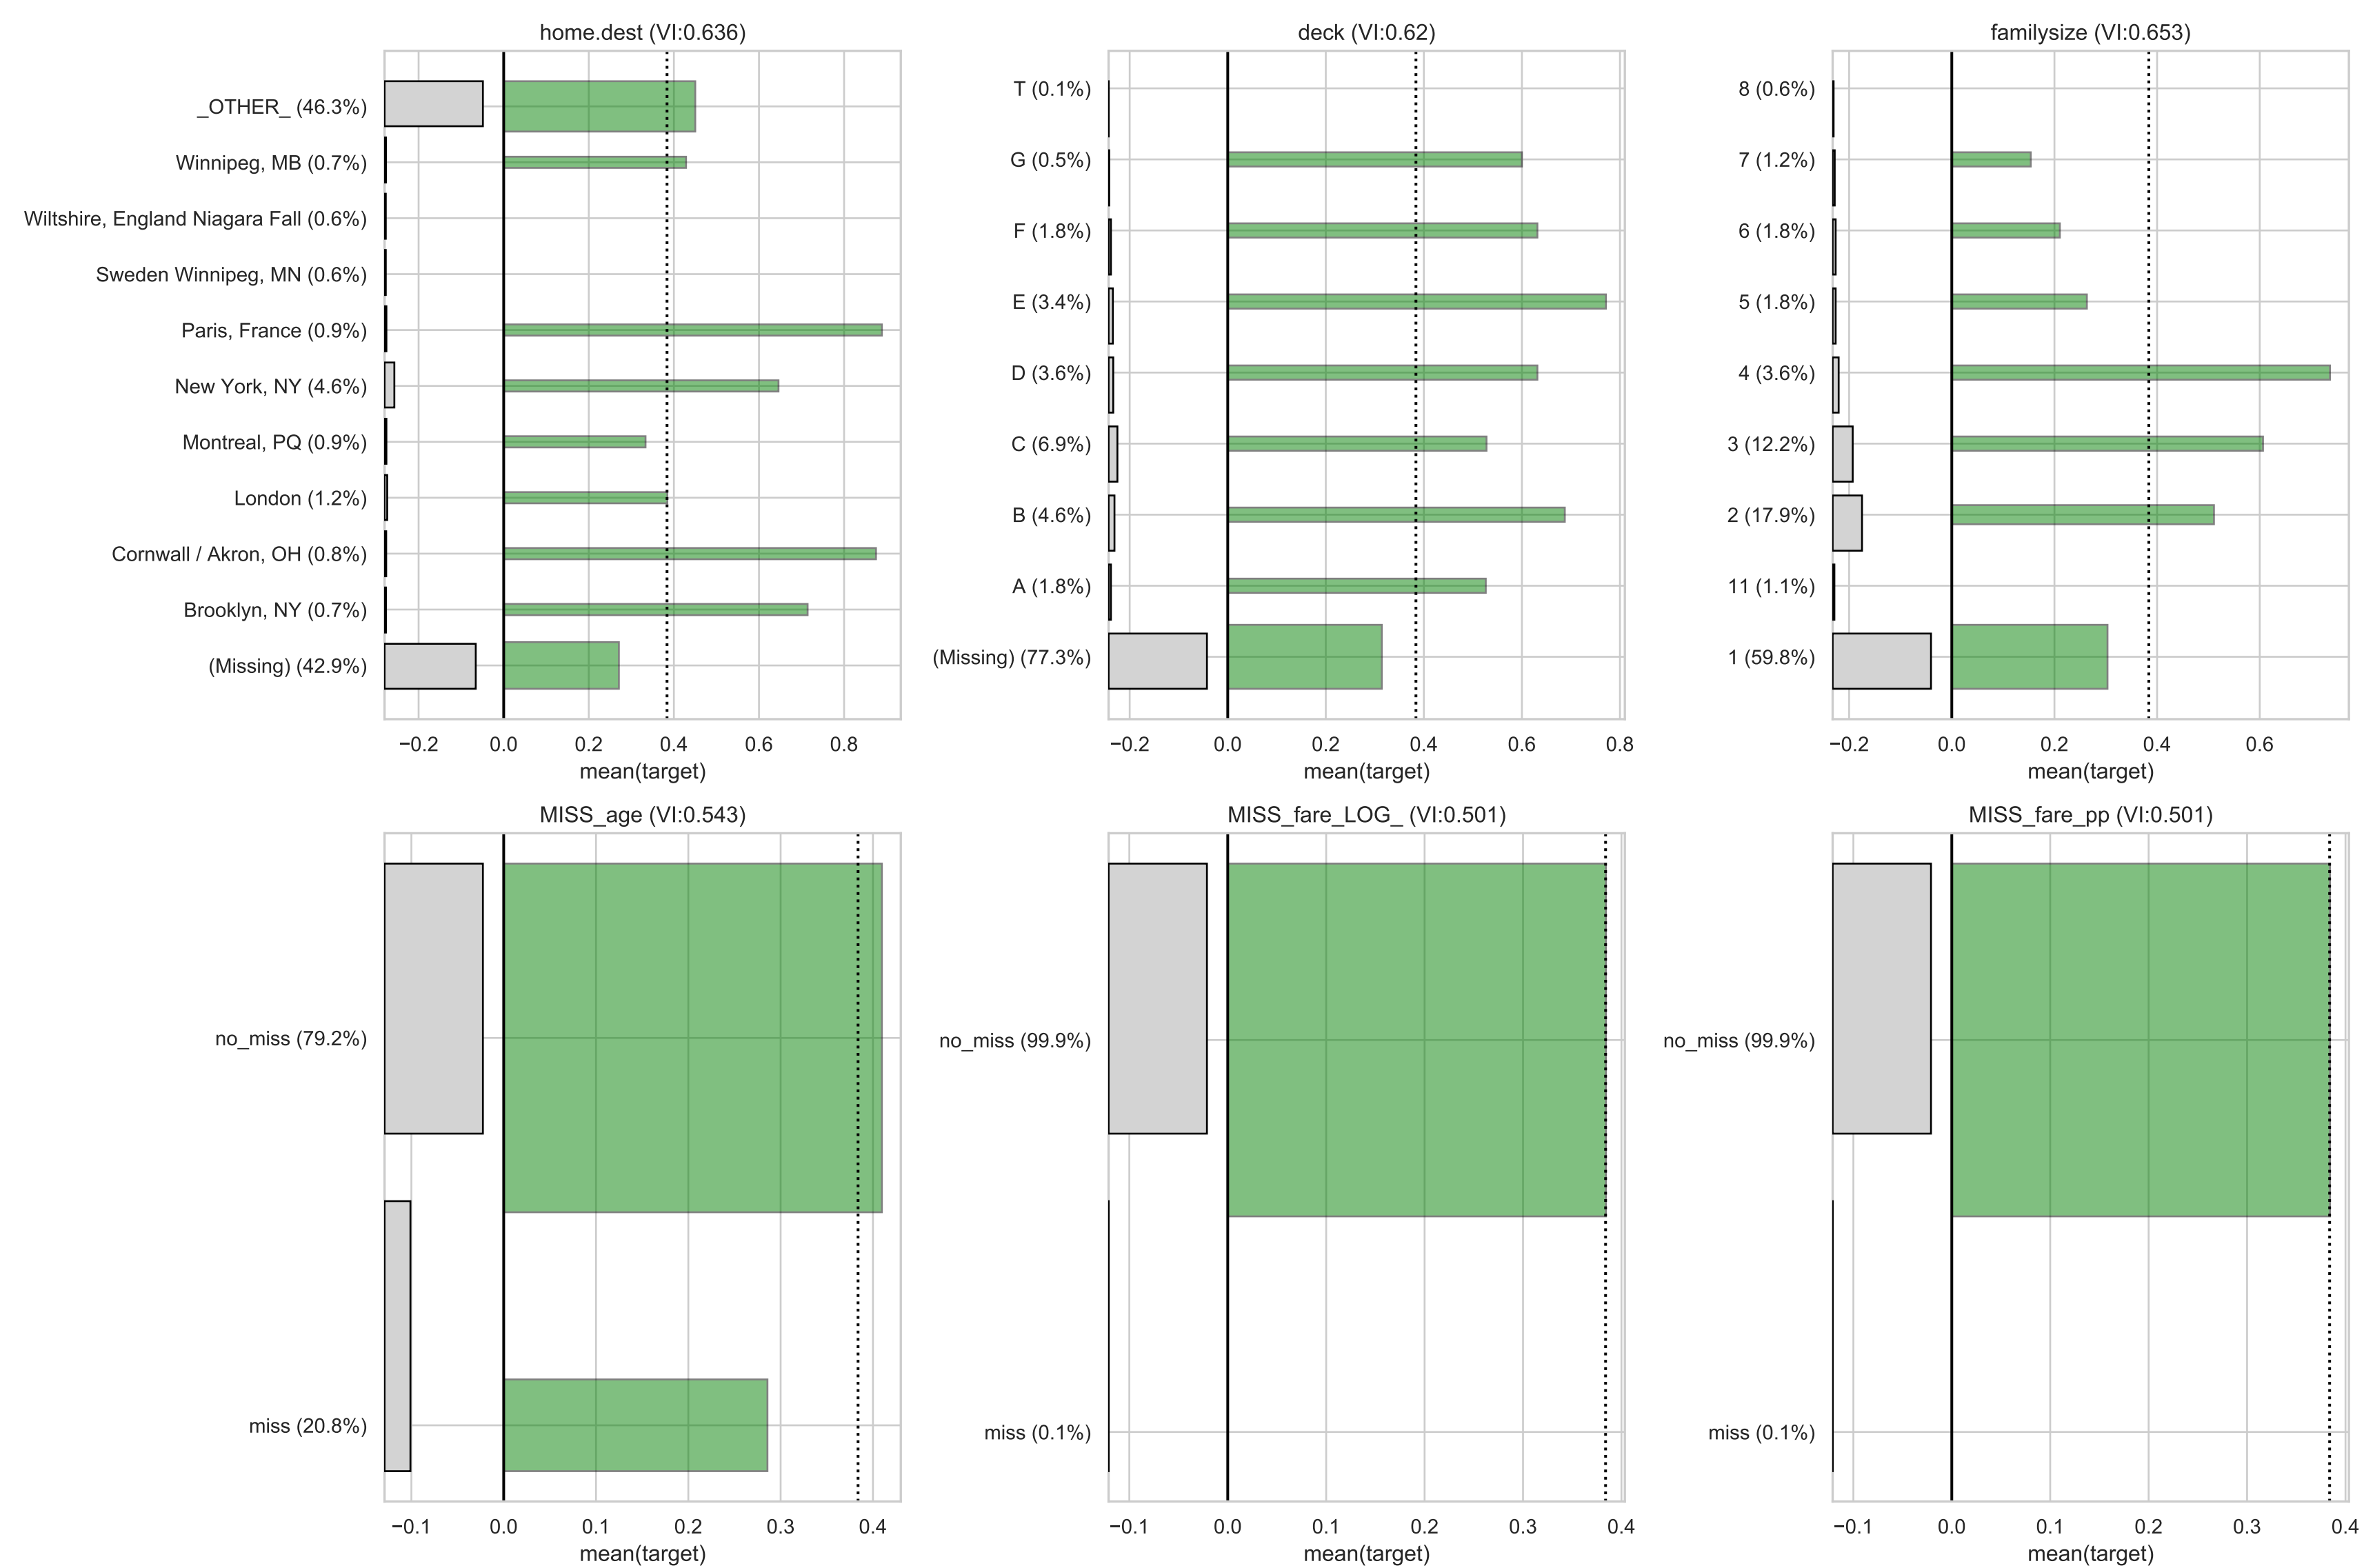 home.dest (VI:0.636)
_OTHER_ (46.3%)
Winnipeg, MB (0.7%)
Wiltshire, England Niagara Fall (0.6%)
Sweden Winnipeg, MN (0.6%)
Paris, France (0.9%)
New York, NY (4.6%)
Montreal, PQ (0.9%)
London (1.2%)
Cornwall / Akron, OH (0.8%)
Brooklyn, NY (0.7%)
(Missing) (42.9%)
−0.2 0.0 0.2 0.4 0.6 0.8
mean(target)
deck (VI:0.62)
T (0.1%)
G (0.5%)
F (1.8%)
E (3.4%)
D (3.6%)
C (6.9%)
B (4.6%)
A (1.8%)
(Missing) (77.3%)
−0.2 0.0 0.2 0.4 0.6 0.8
mean(target)
familysize (VI:0.653)
8 (0.6%)
7 (1.2%)
6 (1.8%)
5 (1.8%)
4 (3.6%)
3 (12.2%)
2 (17.9%)
11 (1.1%)
1 (59.8%)
−0.2 0.0 0.2 0.4 0.6
mean(target)
MISS_age (VI:0.543)
no_miss (79.2%)
miss (20.8%)
−0.1 0.0 0.1 0.2 0.3 0.4
mean(target)
MISS_fare_LOG_ (VI:0.501)
no_miss (99.9%)
miss (0.1%)
−0.1 0.0 0.1 0.2 0.3 0.4
mean(target)
MISS_fare_pp (VI:0.501)
no_miss (99.9%)
miss (0.1%)
−0.1 0.0 0.1 0.2 0.3 0.4
mean(target)